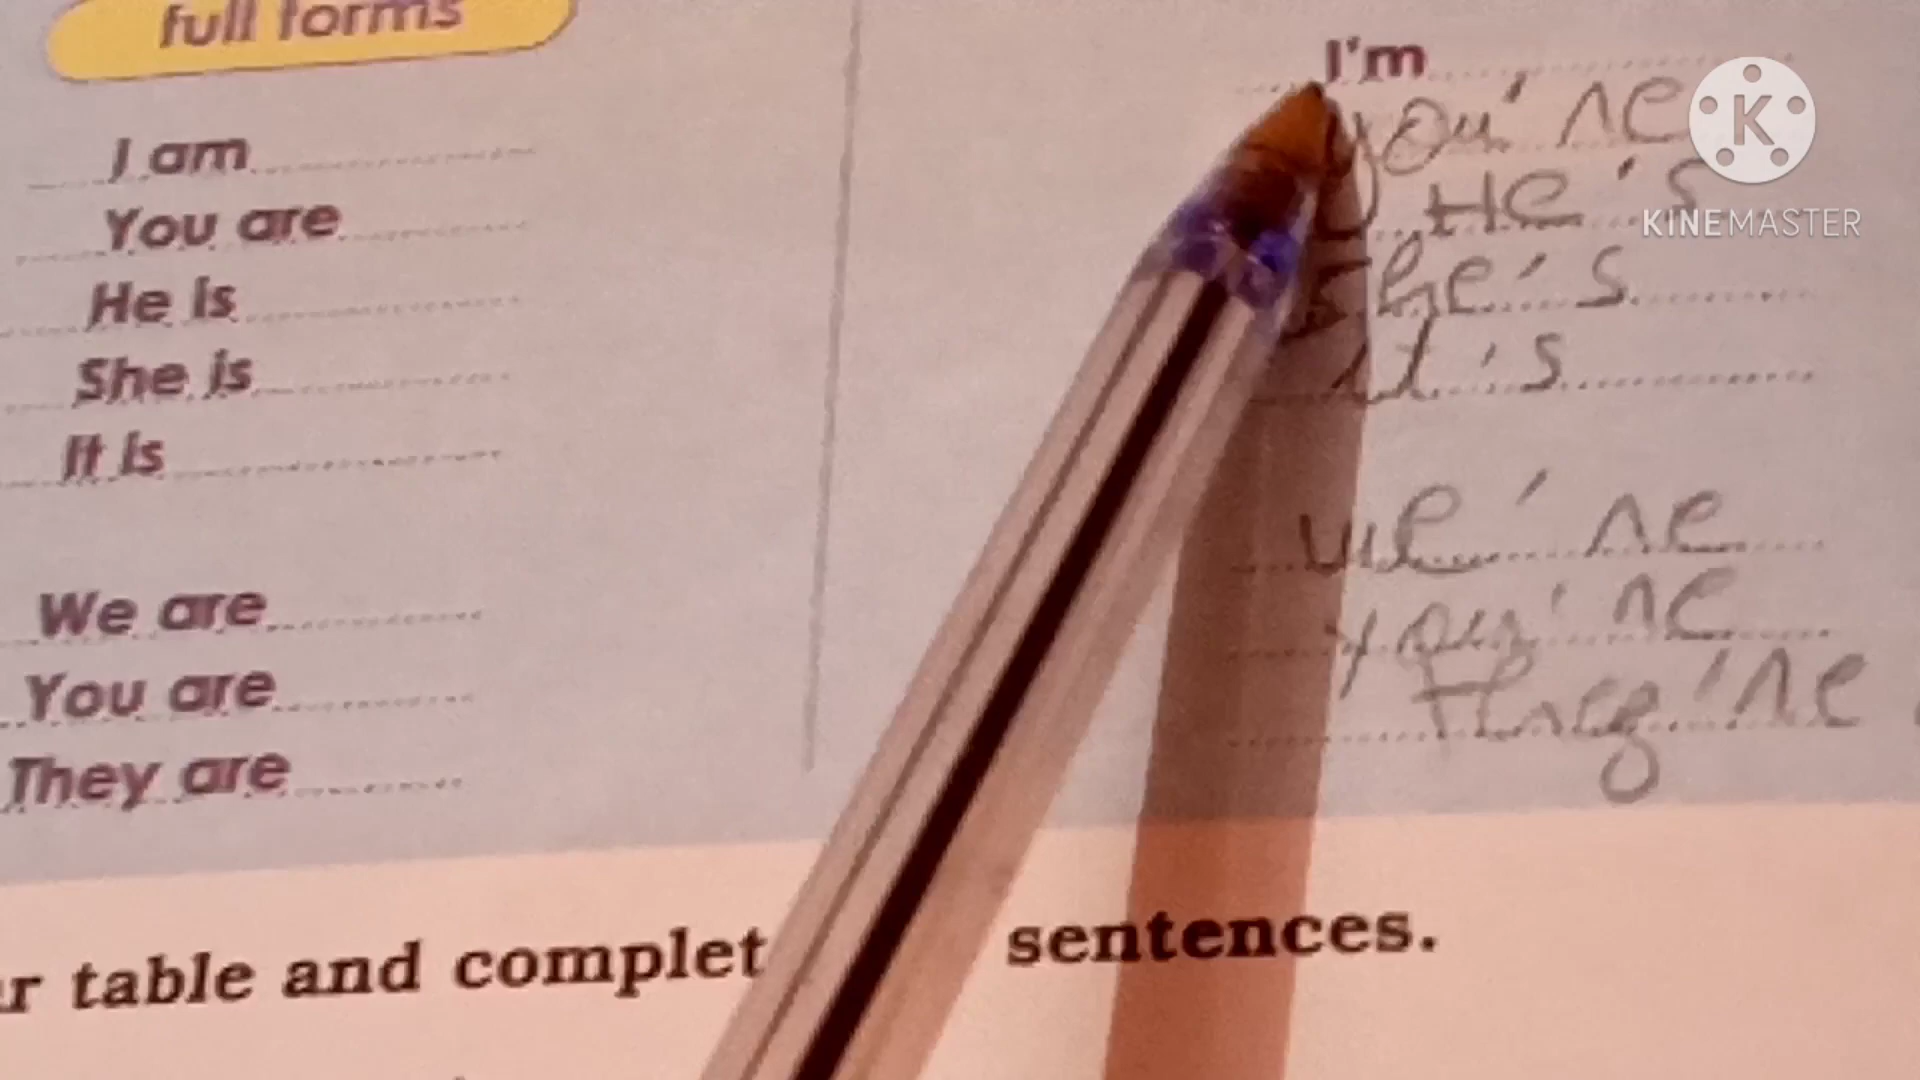 full forms
I am
You are
He is
She is
It is
We are
You are
They are
I'm
you're
He's
She's
it's
we're
you're
they're
r table and complet sentences.
K
KINEMASTER